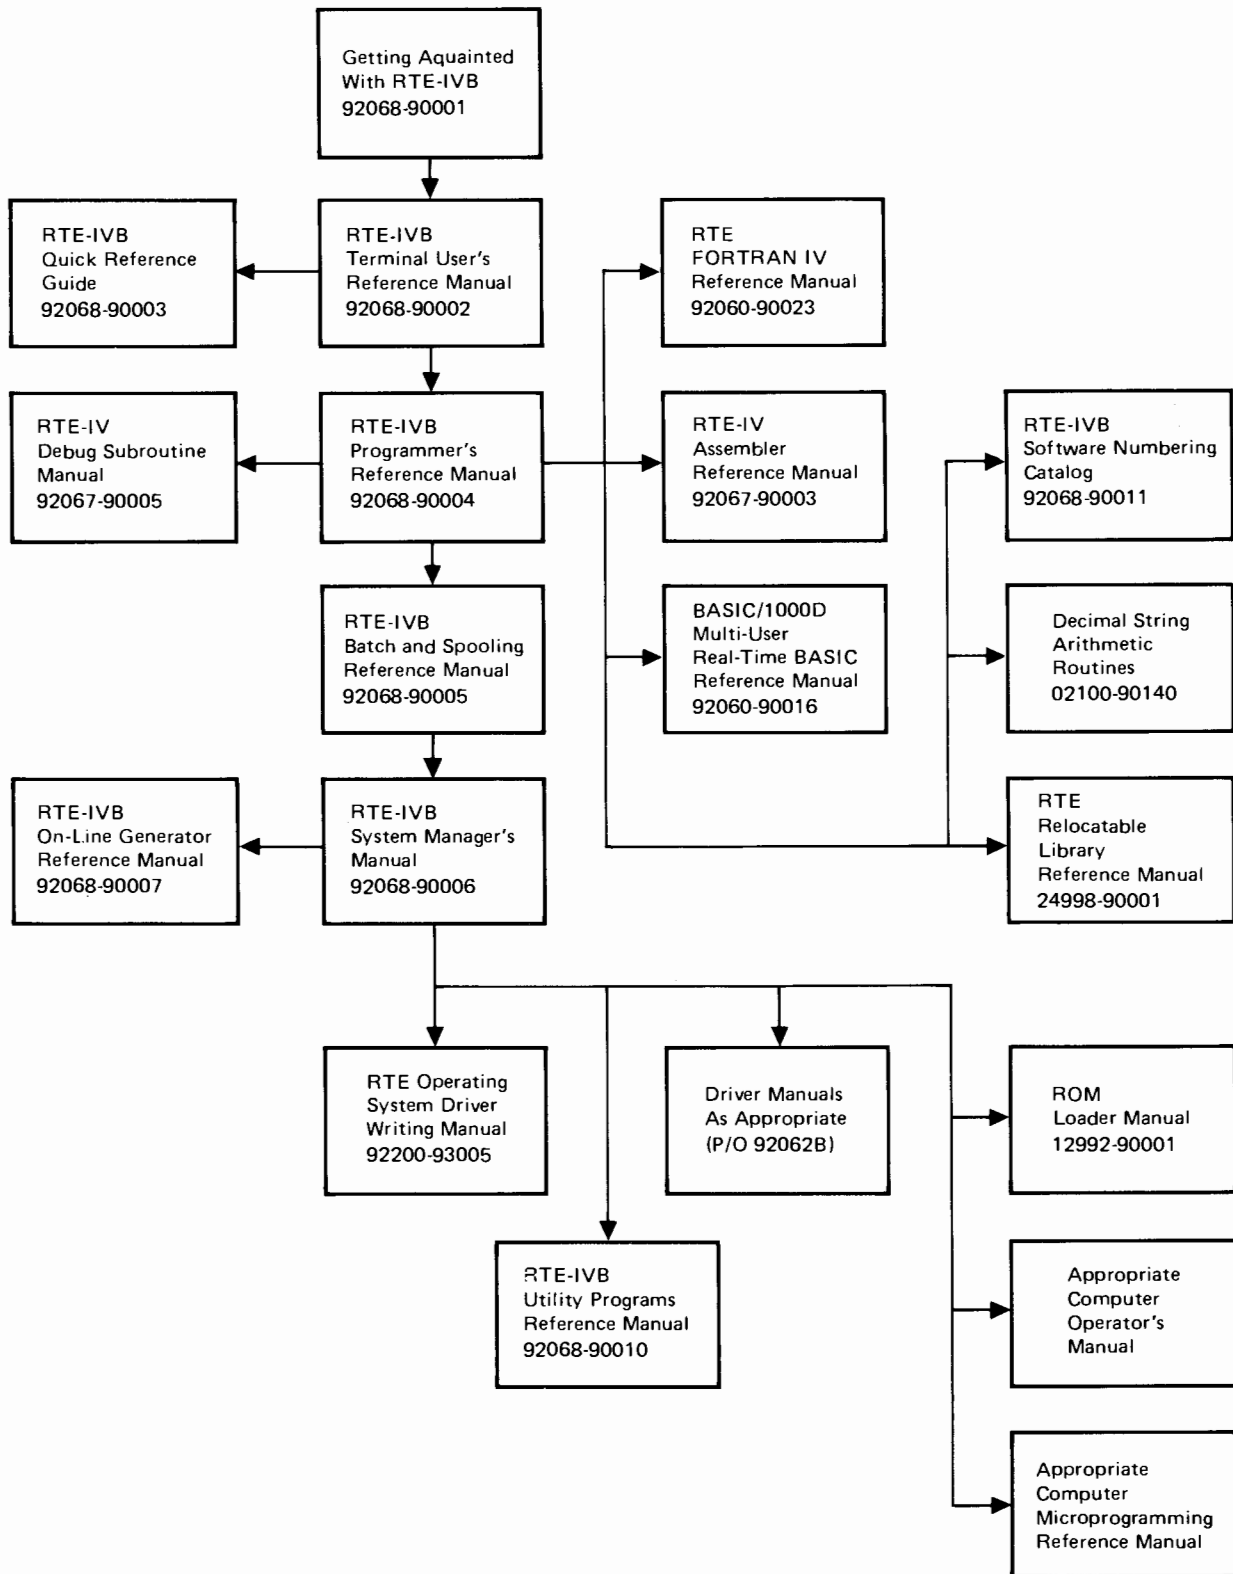 Getting Aquainted
With RTE-IVB
92068-90001
RTE-IVB
Quick Reference
Guide
92068-90003
RTE-IVB
Terminal User's
Reference Manual
92068-90002
RTE
FORTRAN IV
Reference Manual
92060-90023
RTE-IV
Debug Subroutine
Manual
92067-90005
RTE-IVB
Programmer's
Reference Manual
92068-90004
RTE-IV
Assembler
Reference Manual
92067-90003
RTE-IVB
Software Numbering
Catalog
92068-90011
RTE-IVB
Batch and Spooling
Reference Manual
92068-90005
BASIC/1000D
Multi-User
Real-Time BASIC
Reference Manual
92060-90016
Decimal String
Arithmetic
Routines
02100-90140
RTE-IVB
On-Line Generator
Reference Manual
92068-90007
RTE-IVB
System Manager's
Manual
92068-90006
RTE
Relocatable
Library
Reference Manual
24998-90001
RTE Operating
System Driver
Writing Manual
92200-93005
Driver Manuals
As Appropriate
(P/O 92062B)
ROM
Loader Manual
12992-90001
RTE-IVB
Utility Programs
Reference Manual
92068-90010
Appropriate
Computer
Operator's
Manual
Appropriate
Computer
Microprogramming
Reference Manual